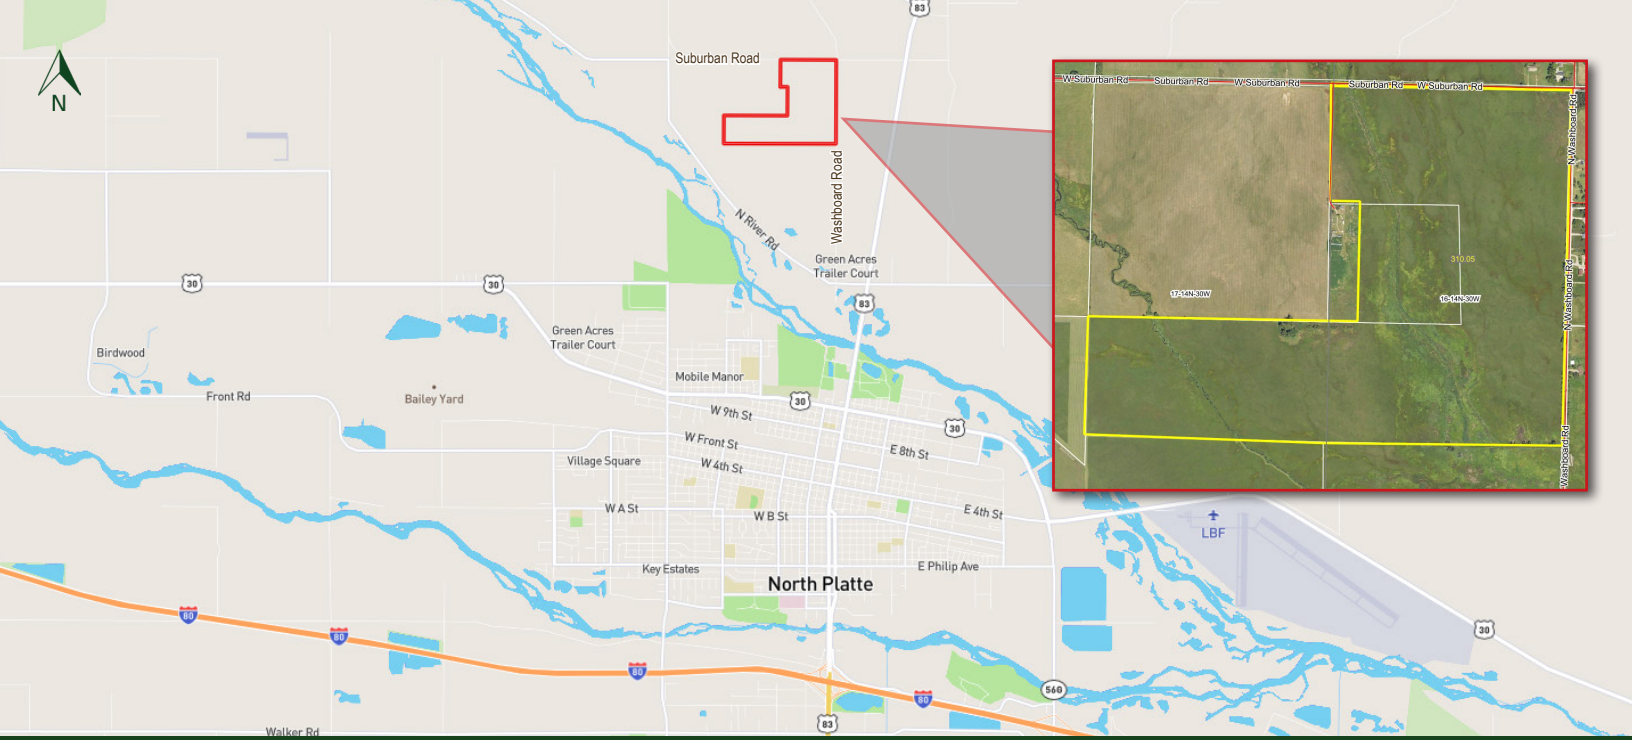 83
Suburban Road
N
W Suburban Rd
Suburban Rd
W Suburban Rd
Suburban Rd
W Suburban Rd
N Washboard Rd
Washboard Road
N River Rd
310.05
17-14N-30W
16-14N-30W
N Washboard Rd
Washboard Rd
Green Acres
Trailer Court
30
30
83
Green Acres
Trailer Court
Birdwood
Mobile Manor
Front Rd
Bailey Yard
30
W 9th St
30
W Front St
E 8th St
Village Square
W 4th St
W A St
W B St
E 4th St
LBF
Key Estates
E Philip Ave
North Platte
80
80
30
80
56G
80
83
Walker Rd